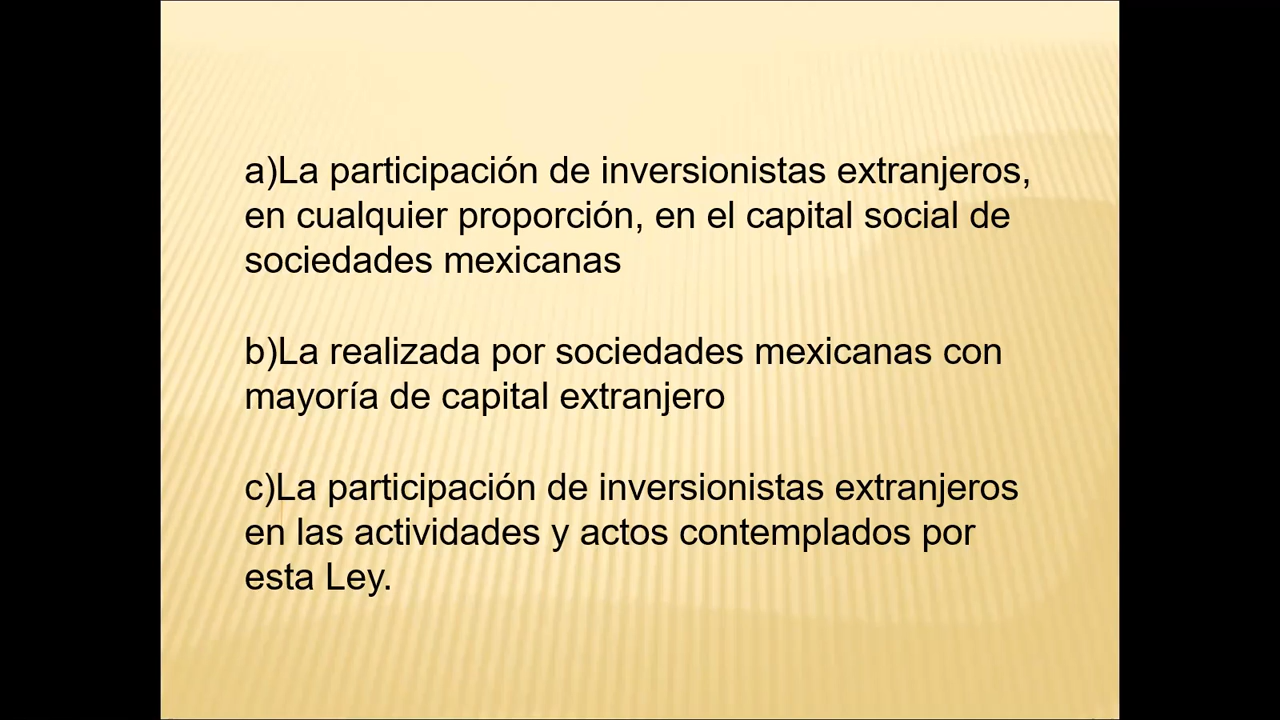 a)La participación de inversionistas extranjeros,
en cualquier proporción, en el capital social de
sociedades mexicanas
b)La realizada por sociedades mexicanas con
mayoría de capital extranjero
c)La participación de inversionistas extranjeros
en las actividades y actos contemplados por
esta Ley.